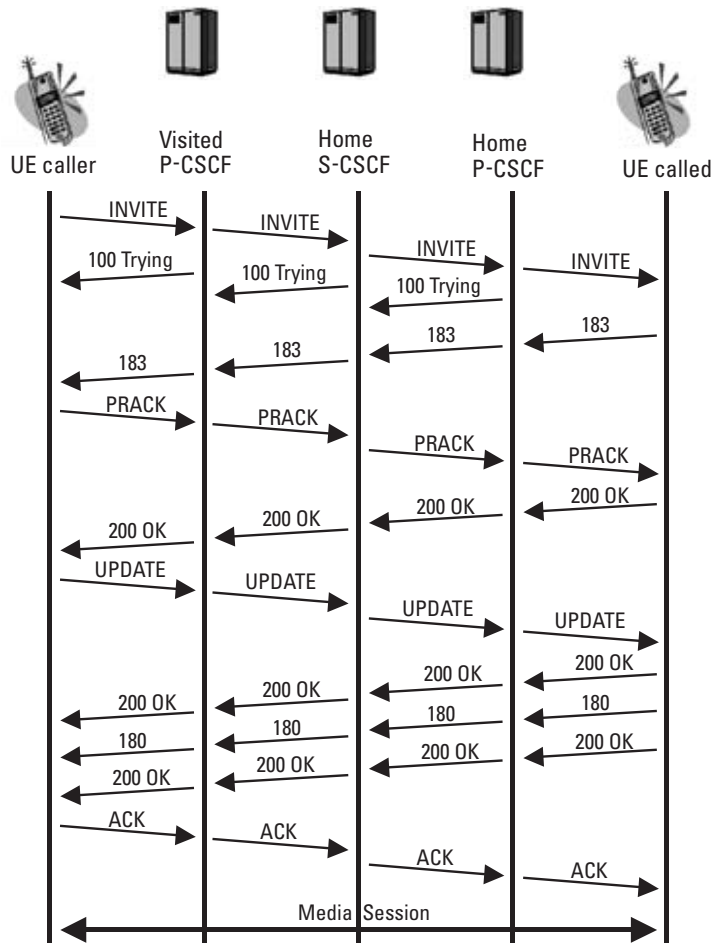 UE caller
Visited
P-CSCF
Home
S-CSCF
Home
P-CSCF
UE called
INVITE
INVITE
INVITE
INVITE
100 Trying
100 Trying
100 Trying
183
183
183
183
PRACK
PRACK
PRACK
PRACK
200 OK
200 OK
200 OK
200 OK
UPDATE
UPDATE
UPDATE
UPDATE
200 OK
200 OK
200 OK
200 OK
180
180
180
180
200 OK
200 OK
200 OK
200 OK
ACK
ACK
ACK
ACK
Media Session